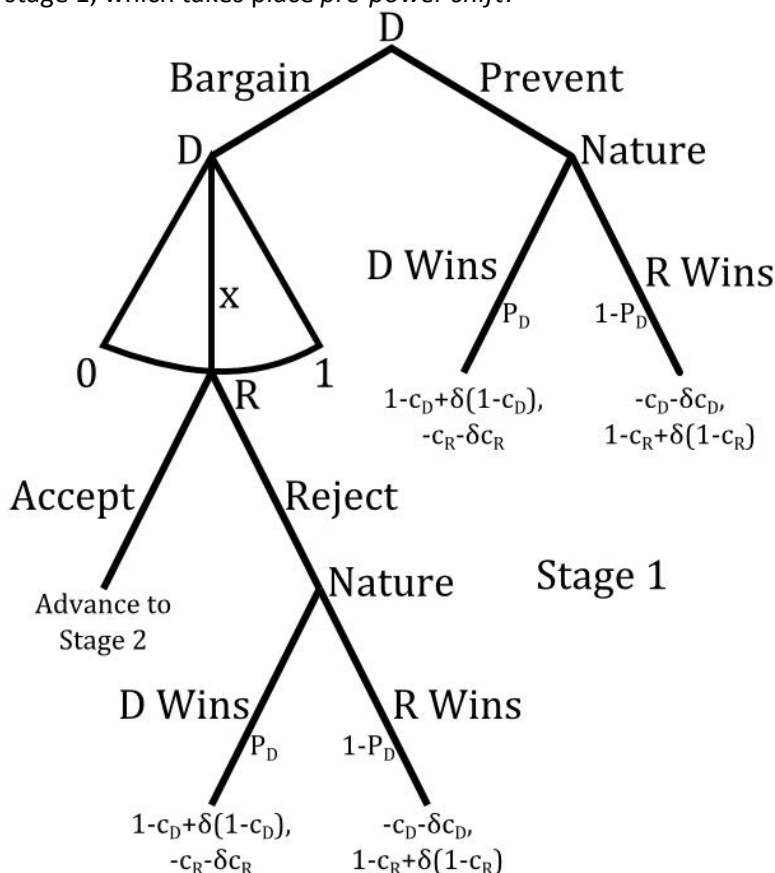 stage 1, which takes place pre-power shift.
D
Bargain
Prevent
D
Nature
D Wins
R Wins
x
P_D
1-P_D
0
1
R
1-c_D+δ(1-c_D),
-c_R-δc_R
-c_D-δc_D,
1-c_R+δ(1-c_R)
Accept
Reject
Advance to
Stage 2
Nature
Stage 1
D Wins
R Wins
P_D
1-P_D
1-c_D+δ(1-c_D),
-c_R-δc_R
-c_D-δc_D,
1-c_R+δ(1-c_R)